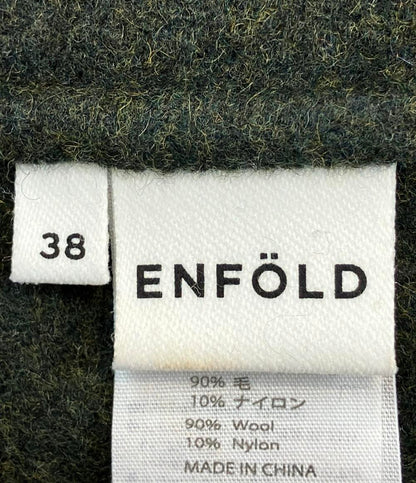 38
ENFÖLD
90% 毛
10% ナイロン
90% Wool
10% Nylon
MADE IN CHINA